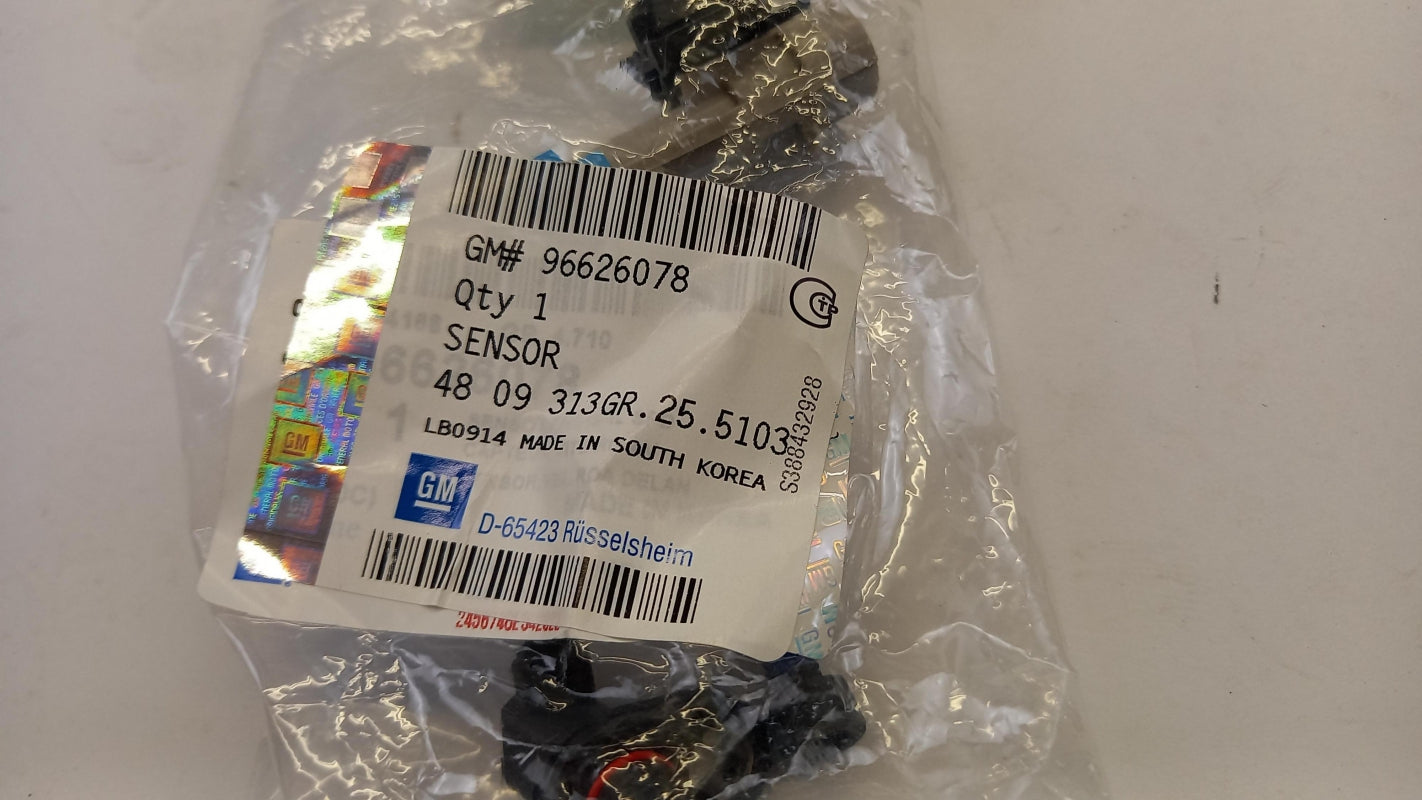 GM# 96626078
Qty 1
SENSOR
48 09 313GR.25.5103
LB0914 MADE IN SOUTH KOREA
S388432928
GM
D-65423 Rüsselsheim
GM